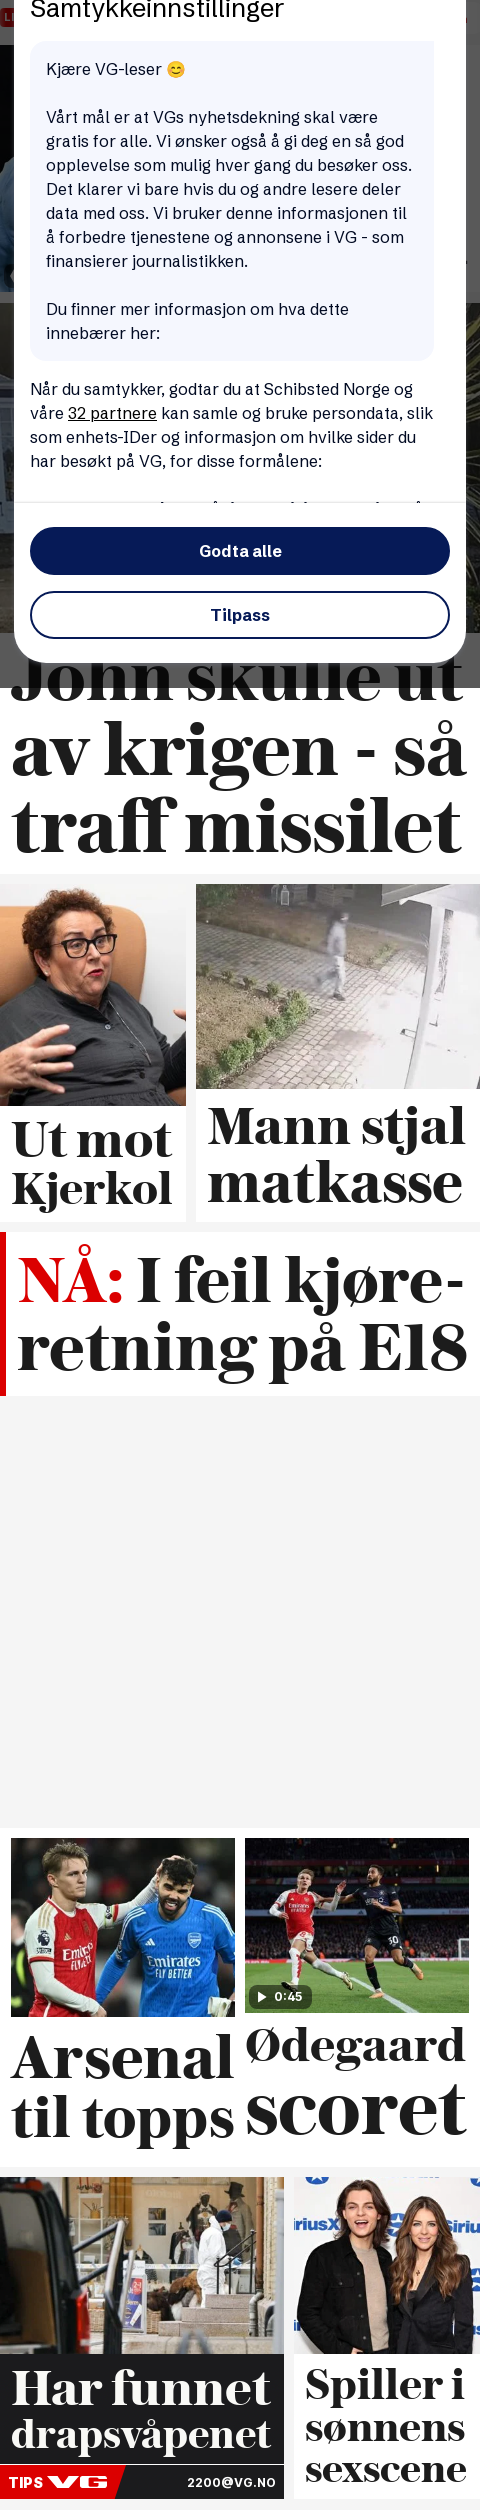 Samtykkeinnstillinger
Kjære VG-leser 😊
Vårt mål er at VGs nyhetsdekning skal være
gratis for alle. Vi ønsker også å gi deg en så god
opplevelse som mulig hver gang du besøker oss.
Det klarer vi bare hvis du og andre lesere deler
data med oss. Vi bruker denne informasjonen til
å forbedre tjenestene og annonsene i VG - som
finansierer journalistikken.
Du finner mer informasjon om hva dette
innebærer her:
Når du samtykker, godtar du at Schibsted Norge og
våre 32 partnere kan samle og bruke persondata, slik
som enhets-IDer og informasjon om hvilke sider du
har besøkt på VG, for disse formålene:
Godta alle
Tilpass
John skulle ut
av krigen - så
traff missilet
Ut mot
Kjerkol
Mann stjal
matkasse
NÅ: I feil kjøre-
retning på E18
Emirates
FLY BETTER
0:45
Arsenal
til topps
Ødegaard
scoret
Har funnet
drapsvåpenet
TIPS VG
2200@VG.NO
Spiller i
sønnens
sexscene